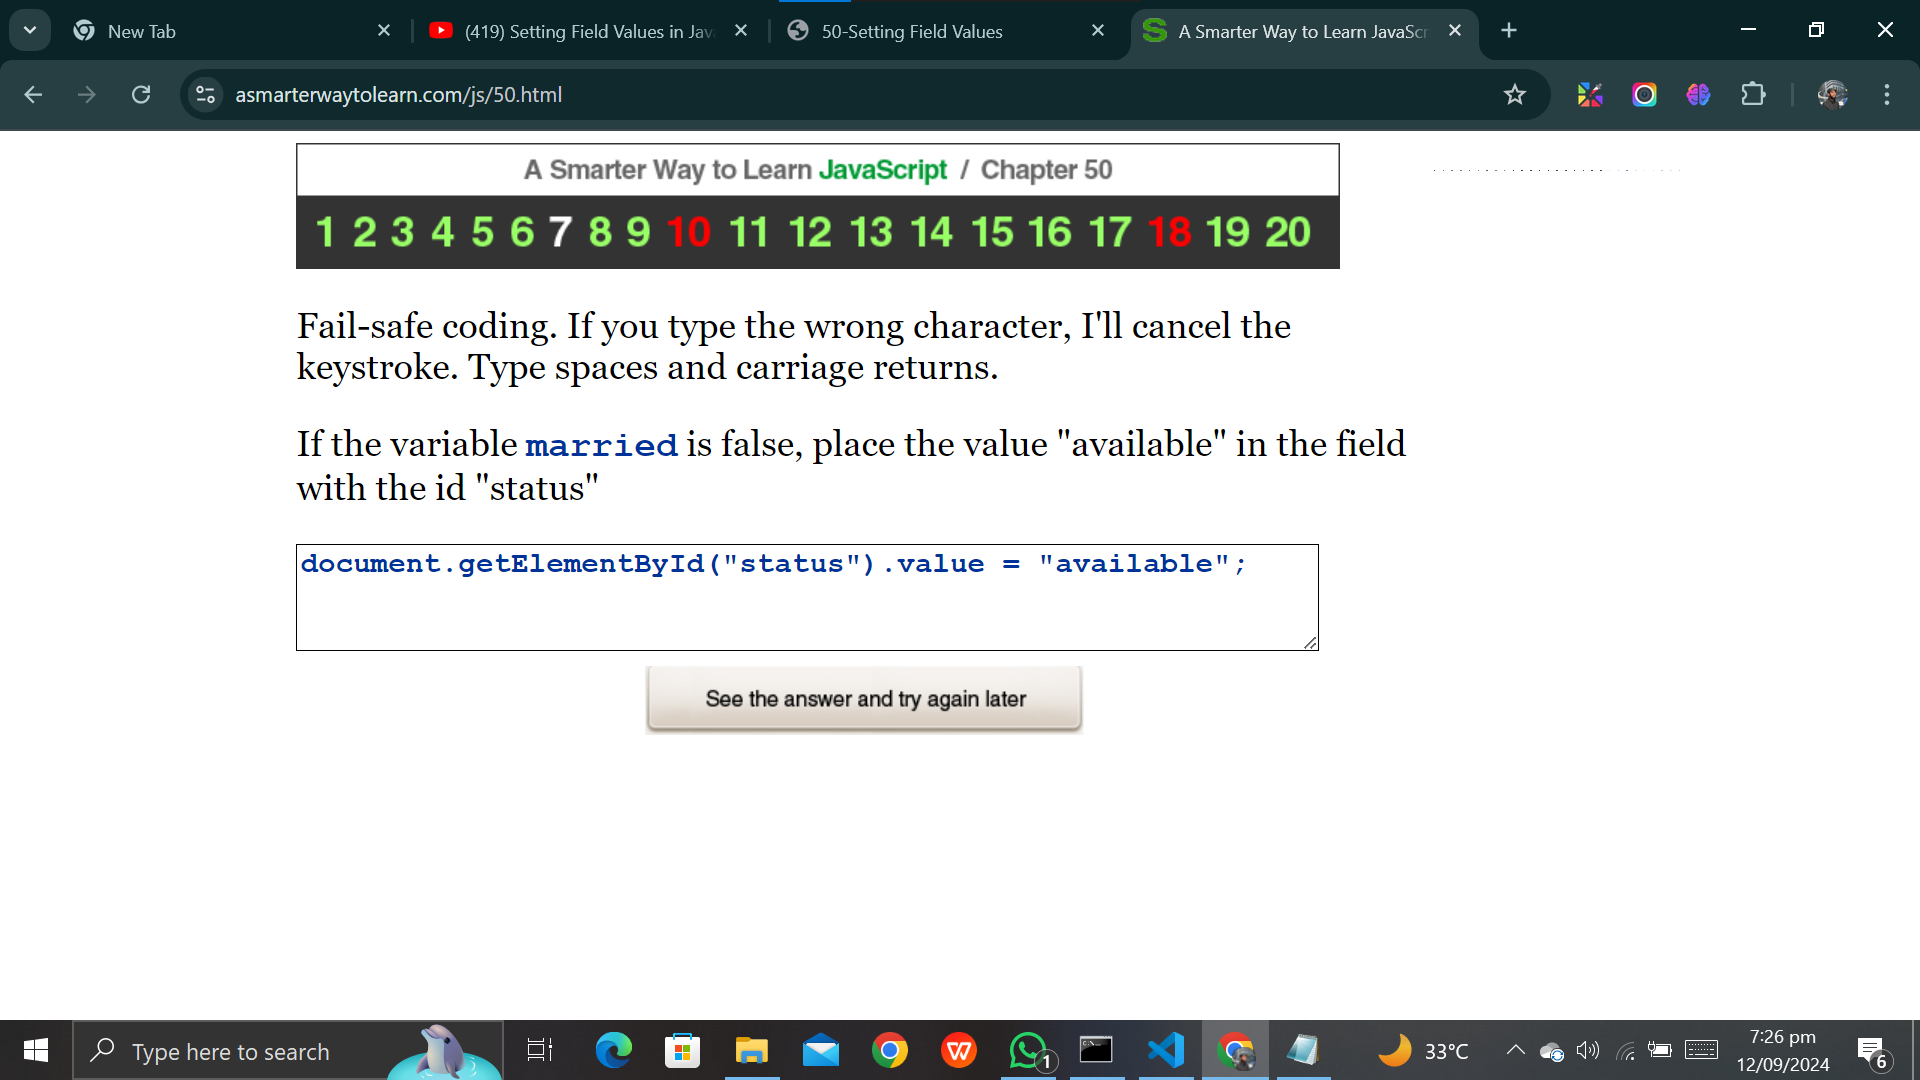 New Tab
(419) Setting Field Values in Jav
50-Setting Field Values
A Smarter Way to Learn JavaScr
asmarterwaytolearn.com/js/50.html
A Smarter Way to Learn JavaScript / Chapter 50
1 2 3 4 5 6 7 8 9 10 11 12 13 14 15 16 17 18 19 20
Fail-safe coding. If you type the wrong character, I'll cancel the
keystroke. Type spaces and carriage returns.
If the variable married is false, place the value "available" in the field
with the id "status"
document.getElementById("status").value = "available";
See the answer and try again later
Type here to search
1
33°C
7:26 pm
12/09/2024
6